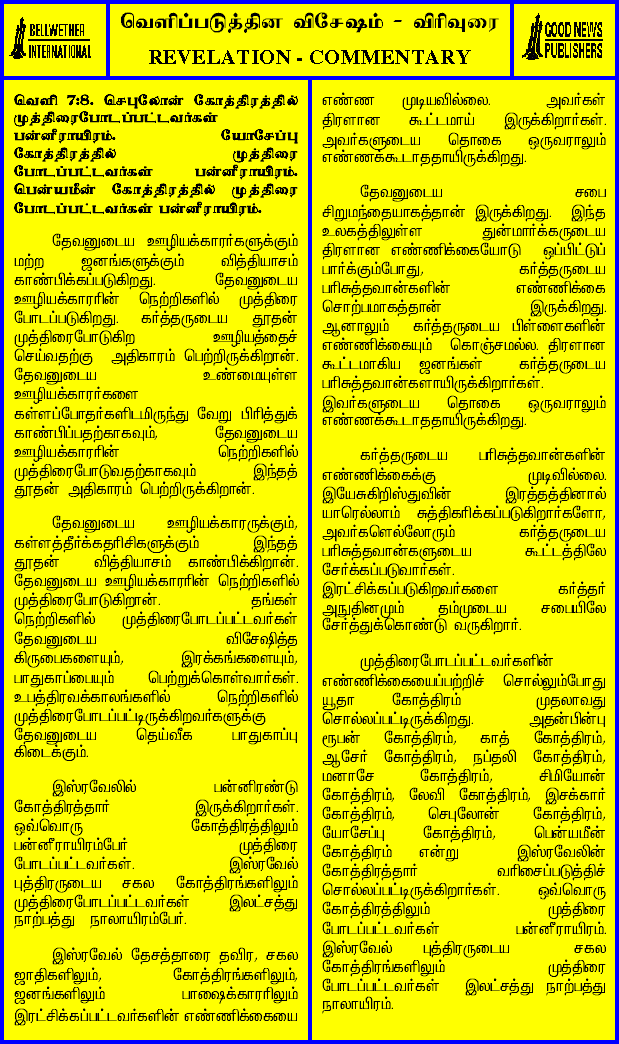 BELLWETHER
INTERNATIONAL
வெளிப்படுத்தின விசேஷம் - விரிவுரை
REVELATION - COMMENTARY
GOOD NEWS
PUBLISHERS
வெளி 7:8. செபுலோன் கோத்திரத்தில்
முத்திரைபோடப்பட்டவர்கள்
பன்னீராயிரம். யோசேப்பு
கோத்திரத்தில் முத்திரை
போடப்பட்டவர்கள் பன்னீராயிரம்.
பென்யமீன் கோத்திரத்தில் முத்திரை
போடப்பட்டவர்கள் பன்னீராயிரம்.
தேவனுடைய ஊழியக்காரர்களுக்கும்
மற்ற ஜனங்களுக்கும் வித்தியாசம்
காண்பிக்கப்படுகிறது. தேவனுடைய
ஊழியக்காரரின் நெற்றிகளில் முத்திரை
போடப்படுகிறது. கர்த்தருடைய தூதன்
முத்திரைபோடுகிற ஊழியத்தைச்
செய்வதற்கு அதிகாரம் பெற்றிருக்கிறான்.
தேவனுடைய உண்மையுள்ள
ஊழியக்காரர்களை
கள்ளப்போதர்களிடமிருந்து வேறு பிரித்துக்
காண்பிப்பதற்காகவும், தேவனுடைய
ஊழியக்காரரின் நெற்றிகளில்
முத்திரைபோடுவதற்காகவும் இந்தத்
தூதன் அதிகாரம் பெற்றிருக்கிறான்.
தேவனுடைய ஊழியக்காரருக்கும்,
கள்ளத்தீர்க்கதரிசிகளுக்கும் இந்தத்
தூதன் வித்தியாசம் காண்பிக்கிறான்.
தேவனுடைய ஊழியக்காரரின் நெற்றிகளில்
முத்திரைபோடுகிறான். தங்கள்
நெற்றிகளில் முத்திரைபோடப்பட்டவர்கள்
தேவனுடைய விசேஷித்த
கிருபைகளையும், இரக்கங்களையும்,
பாதுகாப்பையும் பெற்றுக்கொள்வார்கள்.
உபத்திரவக்காலங்களில் நெற்றிகளில்
முத்திரைபோடப்பட்டிருக்கிறவர்களுக்கு
தேவனுடைய தெய்வீக பாதுகாப்பு
கிடைக்கும்.
இஸ்ரவேலில் பன்னிரண்டு
கோத்திரத்தார் இருக்கிறார்கள்.
ஒவ்வொரு கோத்திரத்திலும்
பன்னீராயிரம்பேர் முத்திரை
போடப்பட்டவர்கள். இஸ்ரவேல்
புத்திரருடைய சகல கோத்திரங்களிலும்
முத்திரைபோடப்பட்டவர்கள் இலட்சத்து
நாற்பத்து நாலாயிரம்பேர்.
இஸ்ரவேல் தேசத்தாரை தவிர, சகல
ஜாதிகளிலும், கோத்திரங்களிலும்,
ஜனங்களிலும் பாஷைக்காரரிலும்
இரட்சிக்கப்பட்டவர்களின் எண்ணிக்கையை
எண்ண முடியவில்லை. அவர்கள்
திரளான கூட்டமாய் இருக்கிறார்கள்.
அவர்களுடைய தொகை ஒருவராலும்
எண்ணக்கூடாததாயிருக்கிறது.
தேவனுடைய சபை
சிறுமந்தையாகத்தான் இருக்கிறது. இந்த
உலகத்திலுள்ள துன்மார்க்கருடைய
திரளான எண்ணிக்கையோடு ஒப்பிட்டுப்
பார்க்கும்போது, கர்த்தருடைய
பரிசுத்தவான்களின் எண்ணிக்கை
சொற்பமாகத்தான் இருக்கிறது.
ஆனாலும் கர்த்தருடைய பிள்ளைகளின்
எண்ணிக்கையும் கொஞ்சமல்ல. திரளான
கூட்டமாகிய ஜனங்கள் கர்த்தருடைய
பரிசுத்தவான்களாயிருக்கிறார்கள்.
இவர்களுடைய தொகை ஒருவராலும்
எண்ணக்கூடாததாயிருக்கிறது.
கர்த்தருடைய பரிசுத்தவான்களின்
எண்ணிக்கைக்கு முடிவில்லை.
இயேசுகிறிஸ்துவின் இரத்தத்தினால்
யாரெல்லாம் சுத்திகரிக்கப்படுகிறார்களோ,
அவர்களெல்லோரும் கர்த்தருடைய
பரிசுத்தவான்களுடைய கூட்டத்திலே
சேர்க்கப்படுவார்கள்.
இரட்சிக்கப்படுகிறவர்களை கர்த்தர்
அநுதினமும் தம்முடைய சபையிலே
சேர்த்துக்கொண்டு வருகிறார்.
முத்திரைபோடப்பட்டவர்களின்
எண்ணிக்கையைப்பற்றிச் சொல்லும்போது
யூதா கோத்திரம் முதலாவது
சொல்லப்பட்டிருக்கிறது. அதன்பின்பு
ரூபன் கோத்திரம், காத் கோத்திரம்,
ஆசேர் கோத்திரம், நப்தலி கோத்திரம்,
மனாசே கோத்திரம், சிமியோன்
கோத்திரம், லேவி கோத்திரம், இசக்கார்
கோத்திரம், செபுலோன் கோத்திரம்,
யோசேப்பு கோத்திரம், பென்யமீன்
கோத்திரம் என்று இஸ்ரவேலின்
கோத்திரத்தார் வரிசைப்படுத்திச்
சொல்லப்பட்டிருக்கிறார்கள். ஒவ்வொரு
கோத்திரத்திலும் முத்திரை
போடப்பட்டவர்கள் பன்னீராயிரம்.
இஸ்ரவேல் புத்திரருடைய சகல
கோத்திரங்களிலும் முத்திரை
போடப்பட்டவர்கள் இலட்சத்து நாற்பத்து
நாலாயிரம்.